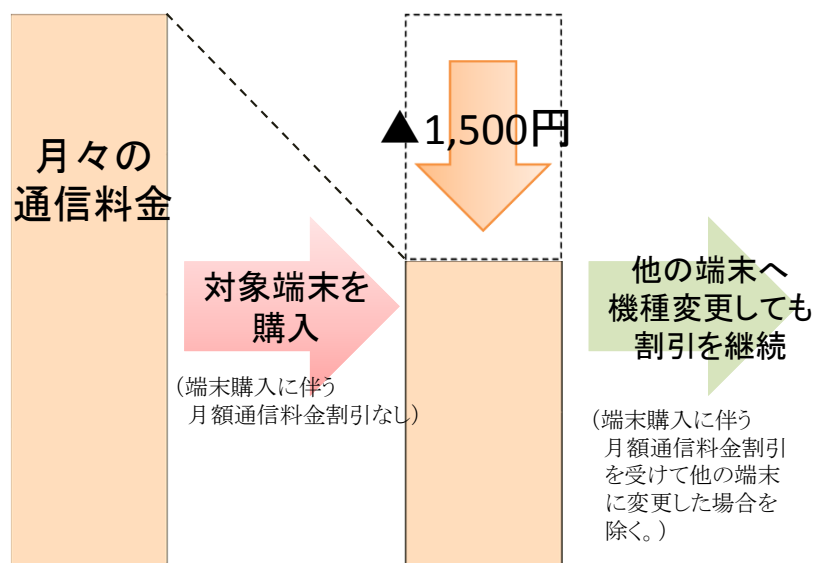 月々の
通信料金
▲1,500円
対象端末を
購入
(端末購入に伴う
月額通信料金割引なし)
他の端末へ
機種変更しても
割引を継続
(端末購入に伴う
月額通信料金割引
を受けて他の端末
に変更した場合を
除く。)